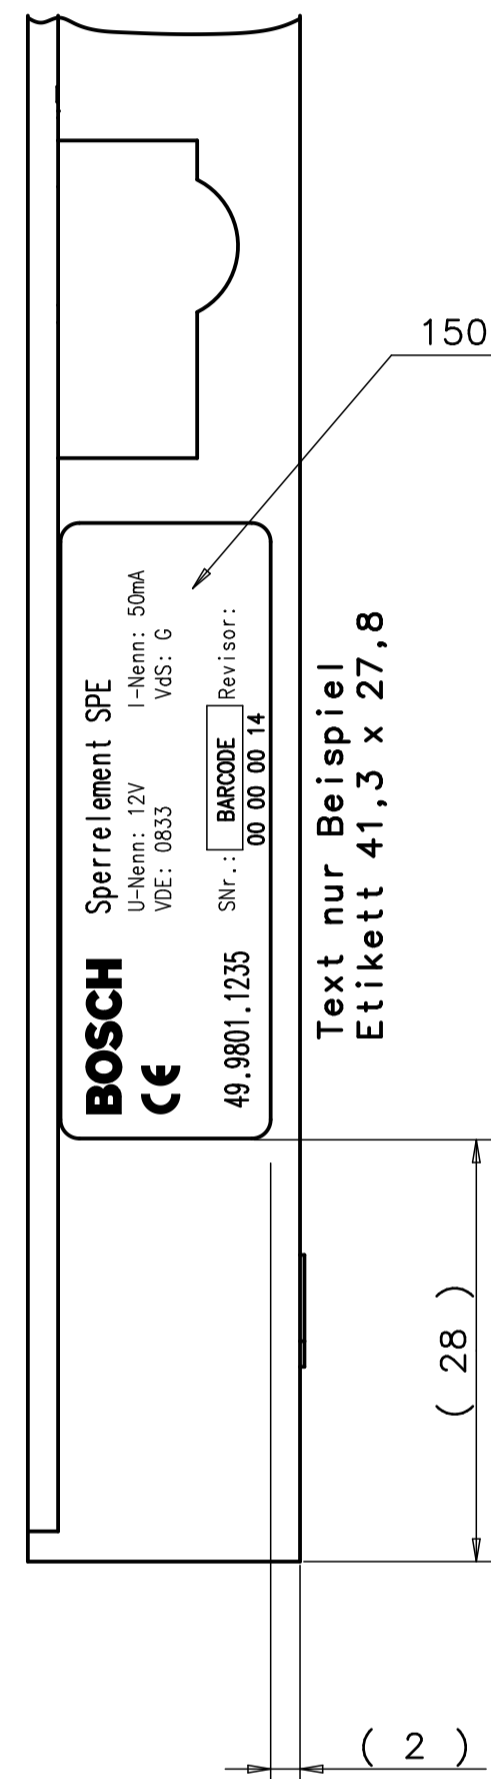 150
BOSCH Sperrelement SPE
U-Nenn: 12V I-Nenn: 50mA
CE VDE: 0833 VdS: G
49.9801.1235 SNr.: BARCODE Revisor:
00 00 00 14
Text nur Beispiel
Etikett 41,3 x 27,8
( 28 )
( 2 )